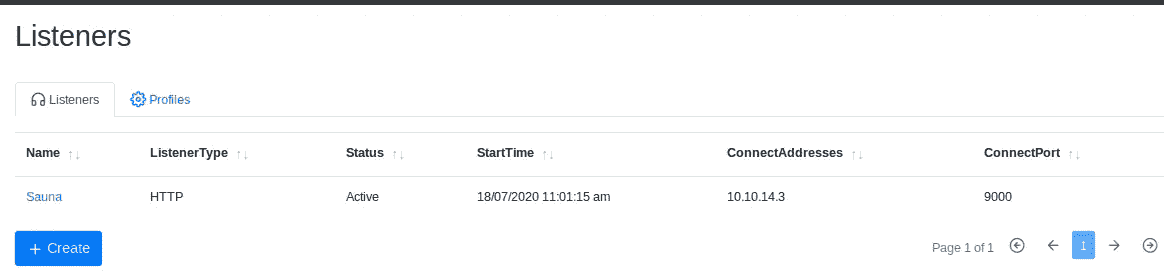 Listeners
Listeners Profiles
Name ↑↓ ListenerType ↑↓ Status ↑↓ StartTime ↑↓ ConnectAddresses ↑↓ ConnectPort ↑↓
Sauna HTTP Active 18/07/2020 11:01:15 am 10.10.14.3 9000
+ Create Page 1 of 1 1